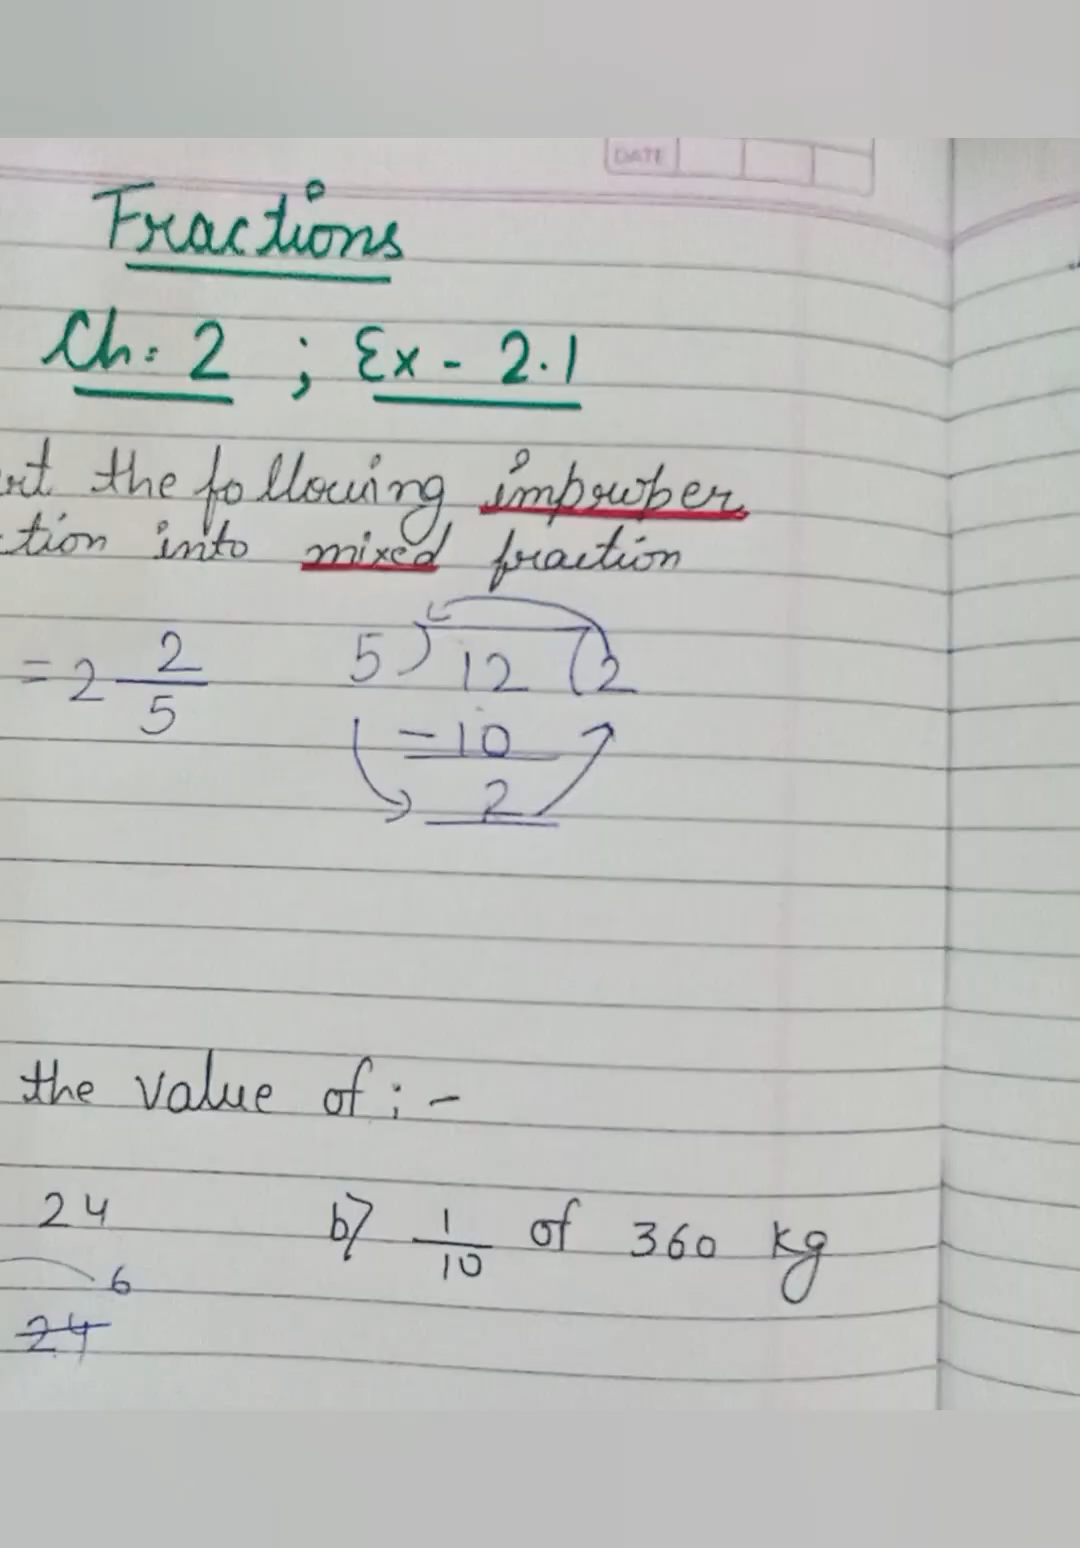 DATE
Fractions
Ch: 2 ; Ex - 2.1
the following improper
into mixed fraction
= 2 2/5 5) 12 (2
- 10
2
the value of :-
24 b) 1/10 of 360 kg
6
24